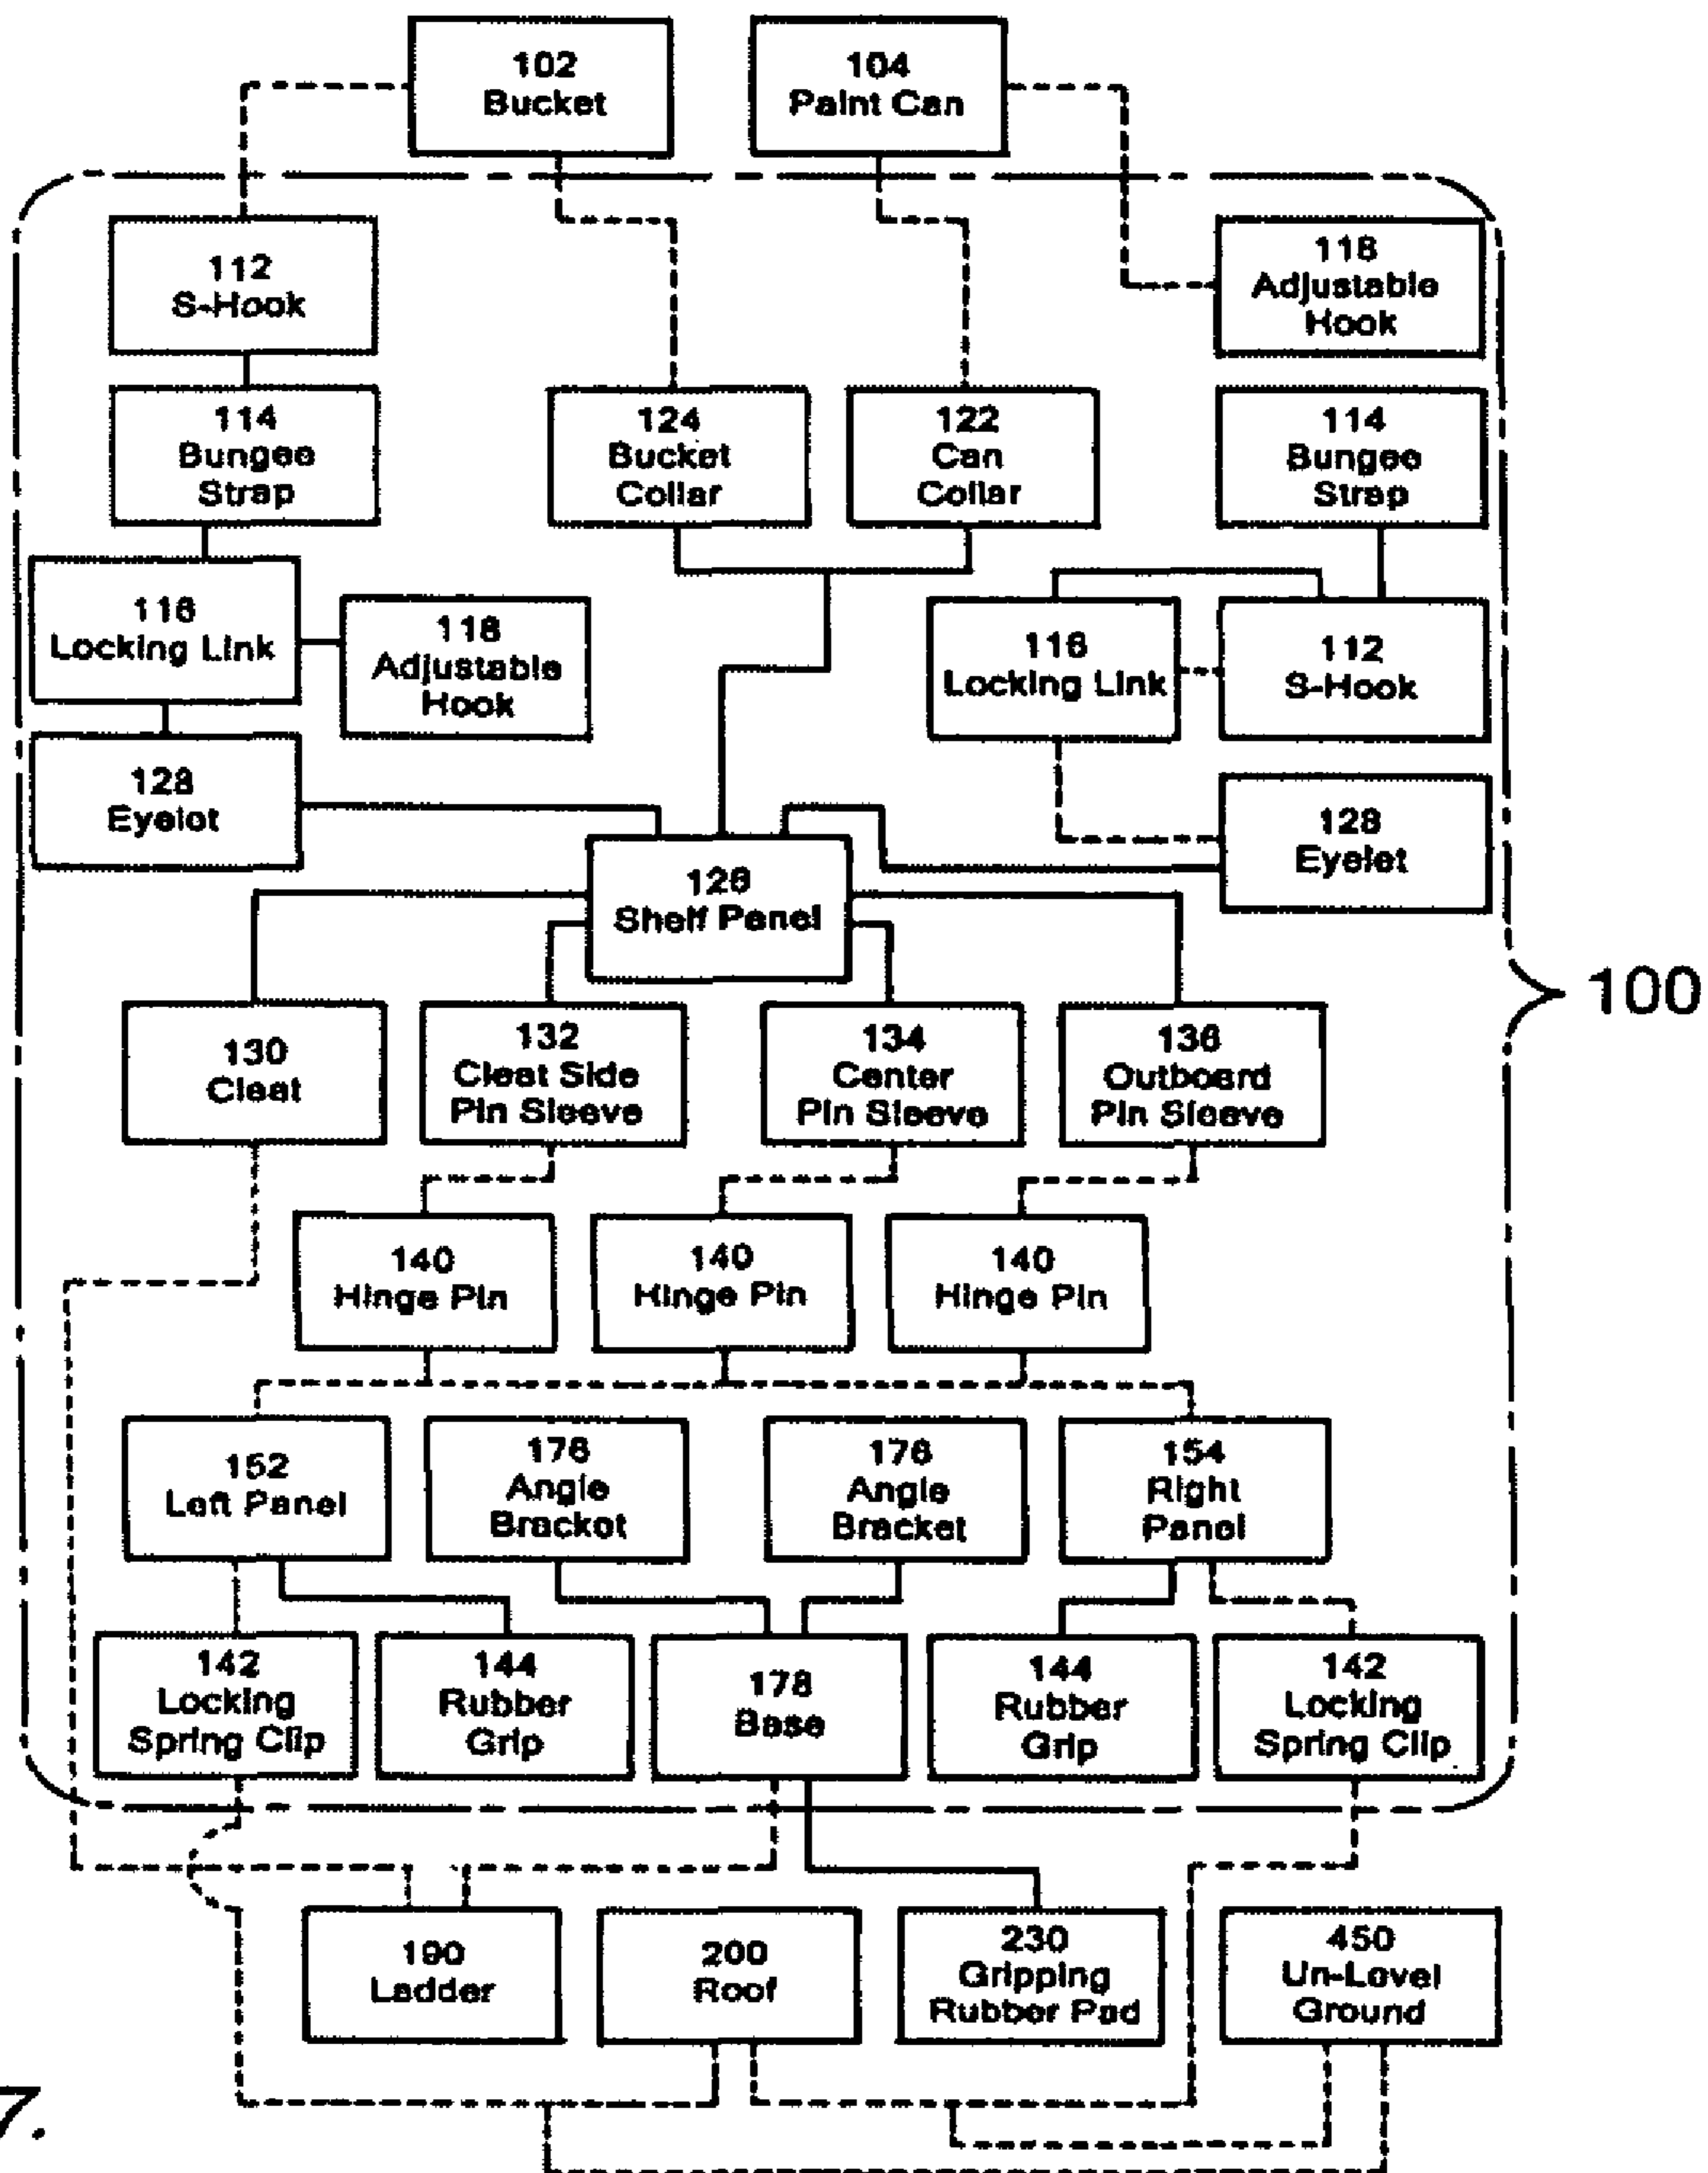 102
Bucket
104
Paint Can
112
S-Hook
118
Adjustable
Hook
114
Bungee
Strap
124
Bucket
Collar
122
Can
Collar
114
Bungee
Strap
116
Locking Link
118
Adjustable
Hook
116
Locking Link
112
S-Hook
128
Eyelet
128
Eyelet
126
Shelf Panel
100
130
Cleat
132
Cleat Side
Pin Sleeve
134
Center
Pin Sleeve
136
Outboard
Pin Sleeve
140
Hinge Pin
140
Hinge Pin
140
Hinge Pin
152
Left Panel
176
Angle
Bracket
176
Angle
Bracket
154
Right
Panel
142
Locking
Spring Clip
144
Rubber
Grip
178
Base
144
Rubber
Grip
142
Locking
Spring Clip
190
Ladder
200
Roof
230
Gripping
Rubber Pad
450
Un-Level
Ground
7.